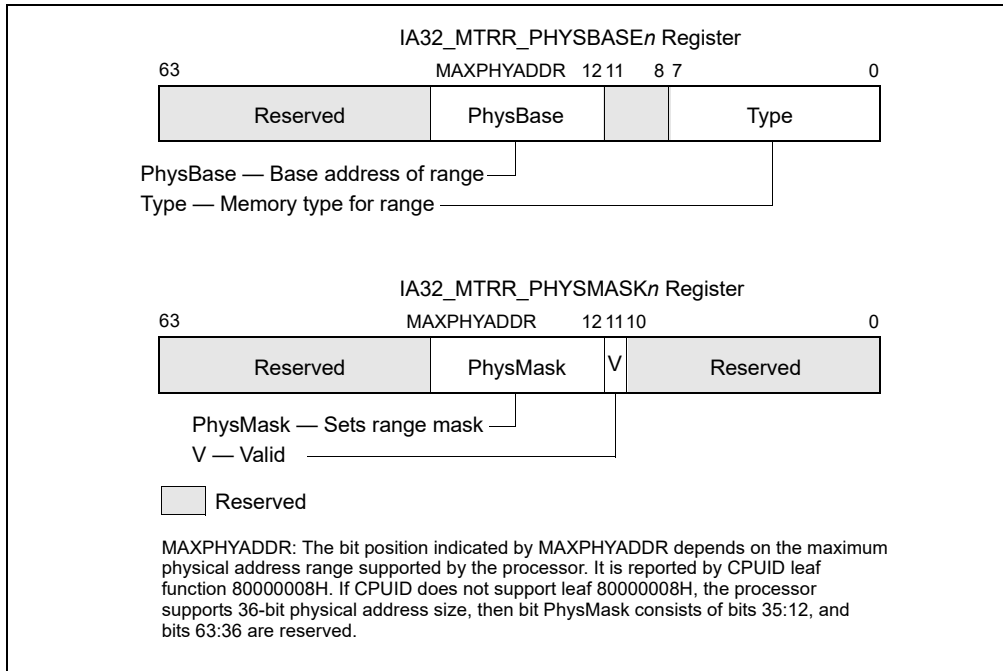 IA32_MTRR_PHYSBASEn Register
63 MAXPHYADDR 12 11 8 7 0
Reserved PhysBase Type
PhysBase — Base address of range
Type — Memory type for range
IA32_MTRR_PHYSMASKn Register
63 MAXPHYADDR 12 11 10 0
Reserved PhysMask V Reserved
PhysMask — Sets range mask
V — Valid
Reserved
MAXPHYADDR: The bit position indicated by MAXPHYADDR depends on the maximum
physical address range supported by the processor. It is reported by CPUID leaf
function 80000008H. If CPUID does not support leaf 80000008H, the processor
supports 36-bit physical address size, then bit PhysMask consists of bits 35:12, and
bits 63:36 are reserved.